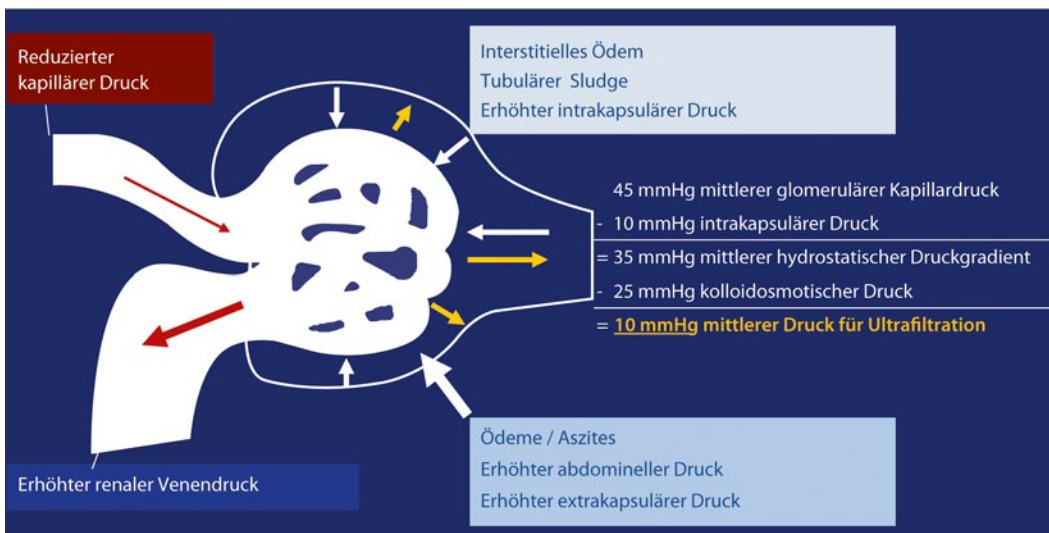 Reduzierter
kapillärer Druck
Interstitielles Ödem
Tubulärer Sludge
Erhöhter intrakapsulärer Druck
45 mmHg mittlerer glomerulärer Kapillardruck
- 10 mmHg intrakapsulärer Druck
= 35 mmHg mittlerer hydrostatischer Druckgradient
- 25 mmHg kolloidosmotischer Druck
= 10 mmHg mittlerer Druck für Ultrafiltration
Ödeme / Aszites
Erhöhter abdomineller Druck
Erhöhter extrakapsulärer Druck
Erhöhter renaler Venendruck